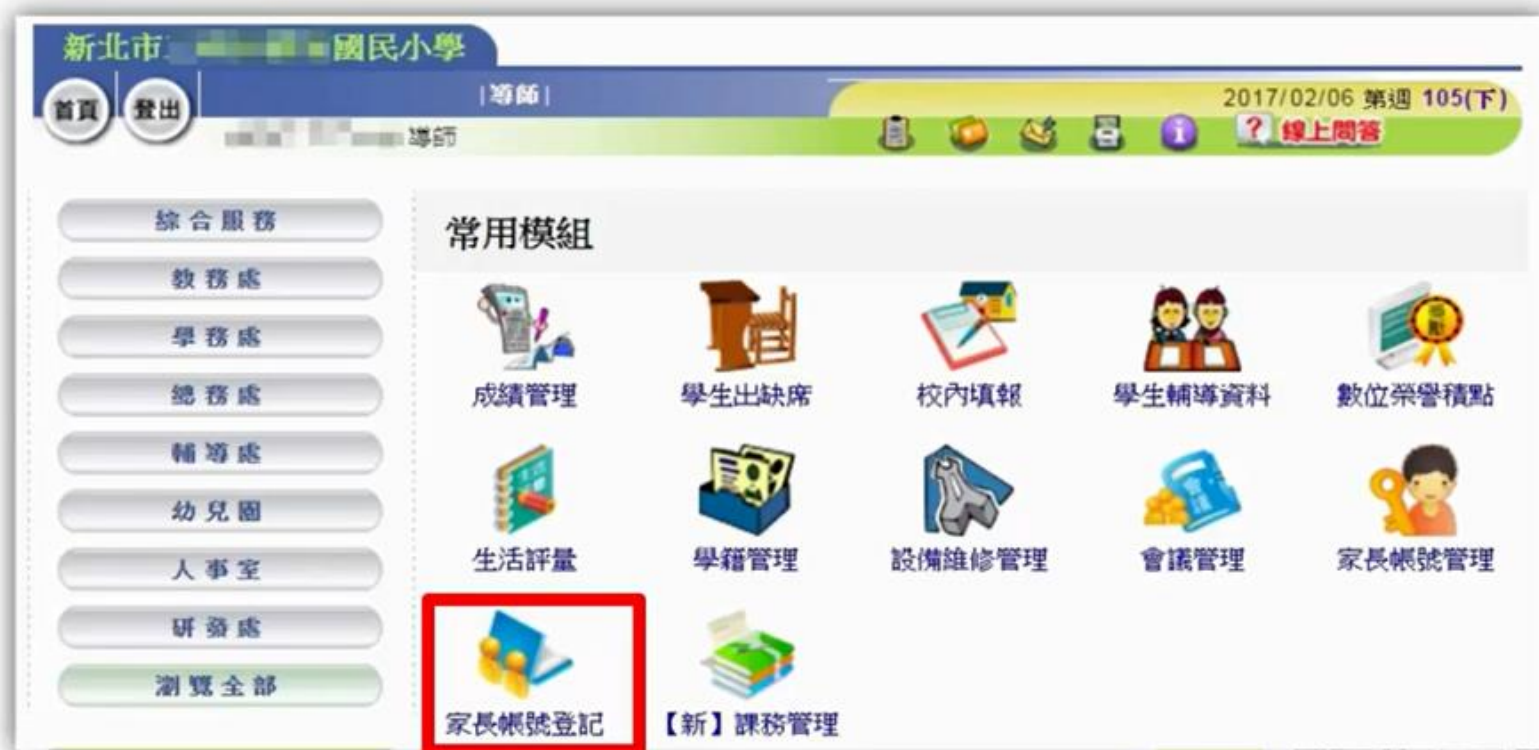 新北市 國民小學
首頁 登出
2017/02/06 第週 105(下)
導師
? 線上問答
綜合服務
教務處
學務處
總務處
輔導處
幼兒園
人事室
研發處
瀏覽全部
常用模組
成績管理 學生出缺席 校內填報 學生輔導資料 數位榮譽積點
生活評量 學籍管理 設備維修管理 會議管理 家長帳號管理
家長帳號登記 【新】課務管理